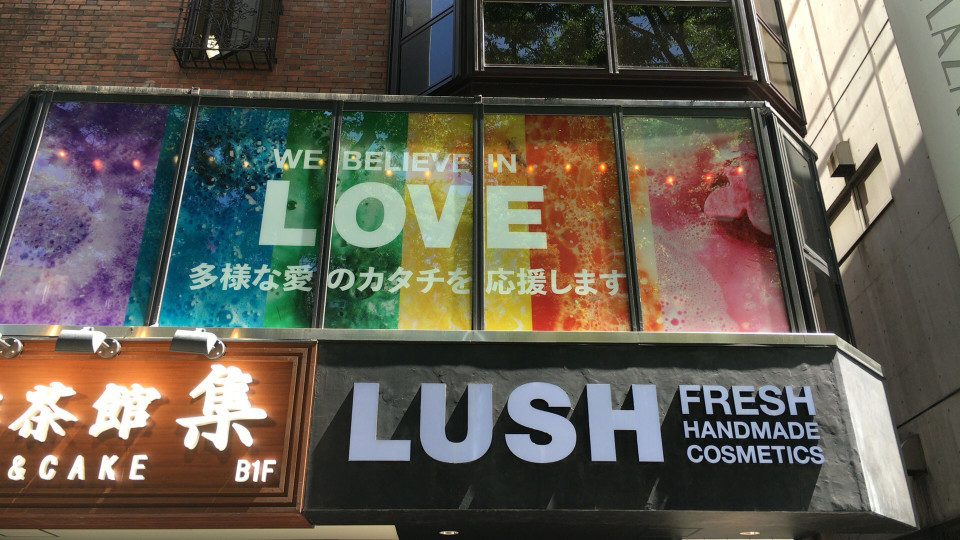 WE BELIEVE IN
LOVE
多様な愛のカタチを応援します
茶館 集
&CAKE
B1F
LUSH
FRESH
HANDMADE
COSMETICS